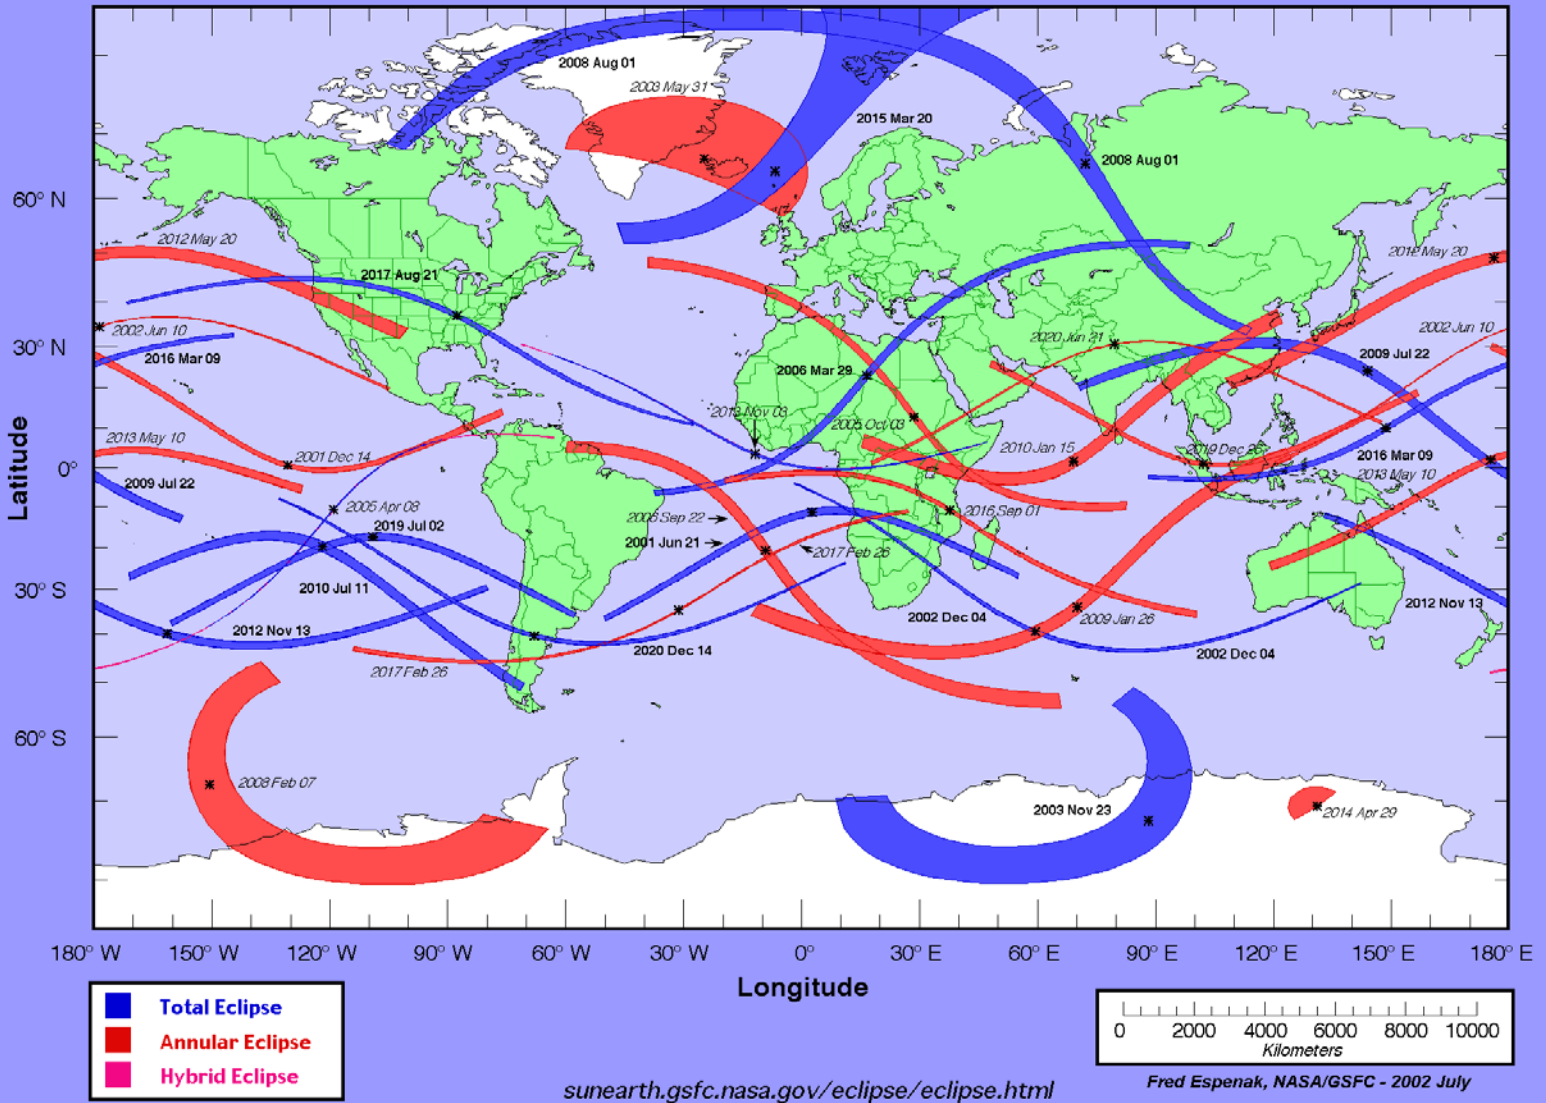 2008 Aug 01
2003 May 31
2015 Mar 20
2008 Aug 01
60° N
2012 May 20
2012 May 20
2017 Aug 21
2002 Jun 10
2002 Jun 10
2020 Jun 21
30° N
2016 Mar 09
2009 Jul 22
2006 Mar 29
2013 Nov 03
2005 Oct 03
2013 May 10
2010 Jan 15
2019 Dec 26
2001 Dec 14
2016 Mar 09
0°
2013 May 10
2009 Jul 22
2005 Apr 08
2006 Sep 22
2016 Sep 01
2019 Jul 02
2001 Jun 21
2017 Feb 26
30° S
2010 Jul 11
2012 Nov 13
2002 Dec 04
2009 Jan 26
2012 Nov 13
2020 Dec 14
2002 Dec 04
2017 Feb 26
60° S
2008 Feb 07
2003 Nov 23
2014 Apr 29
Latitude
180° W 150° W 120° W 90° W 60° W 30° W 0° 30° E 60° E 90° E 120° E 150° E 180° E
Longitude
Total Eclipse
Annular Eclipse
Hybrid Eclipse
0 2000 4000 6000 8000 10000
Kilometers
sunearth.gsfc.nasa.gov/eclipse/eclipse.html
Fred Espenak, NASA/GSFC - 2002 July